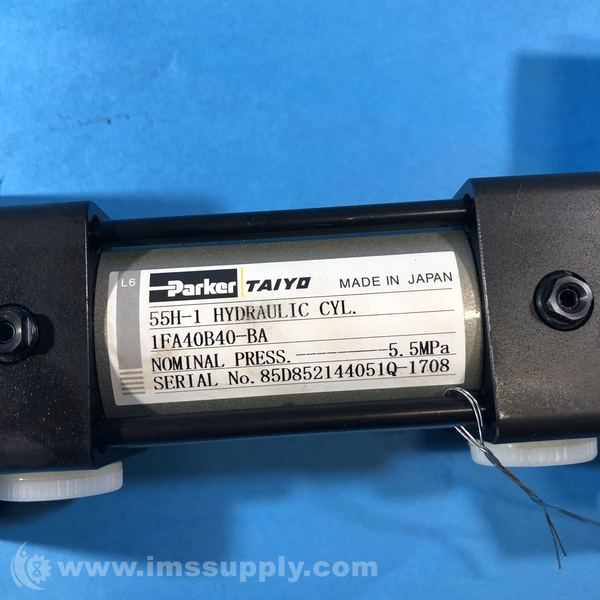 L6
Parker TAIYO MADE IN JAPAN
55H-1 HYDRAULIC CYL.
1FA40B40-BA
NOMINAL PRESS.----------5.5MPa
SERIAL No.85D852144051Q-1708
www.imssupply.com